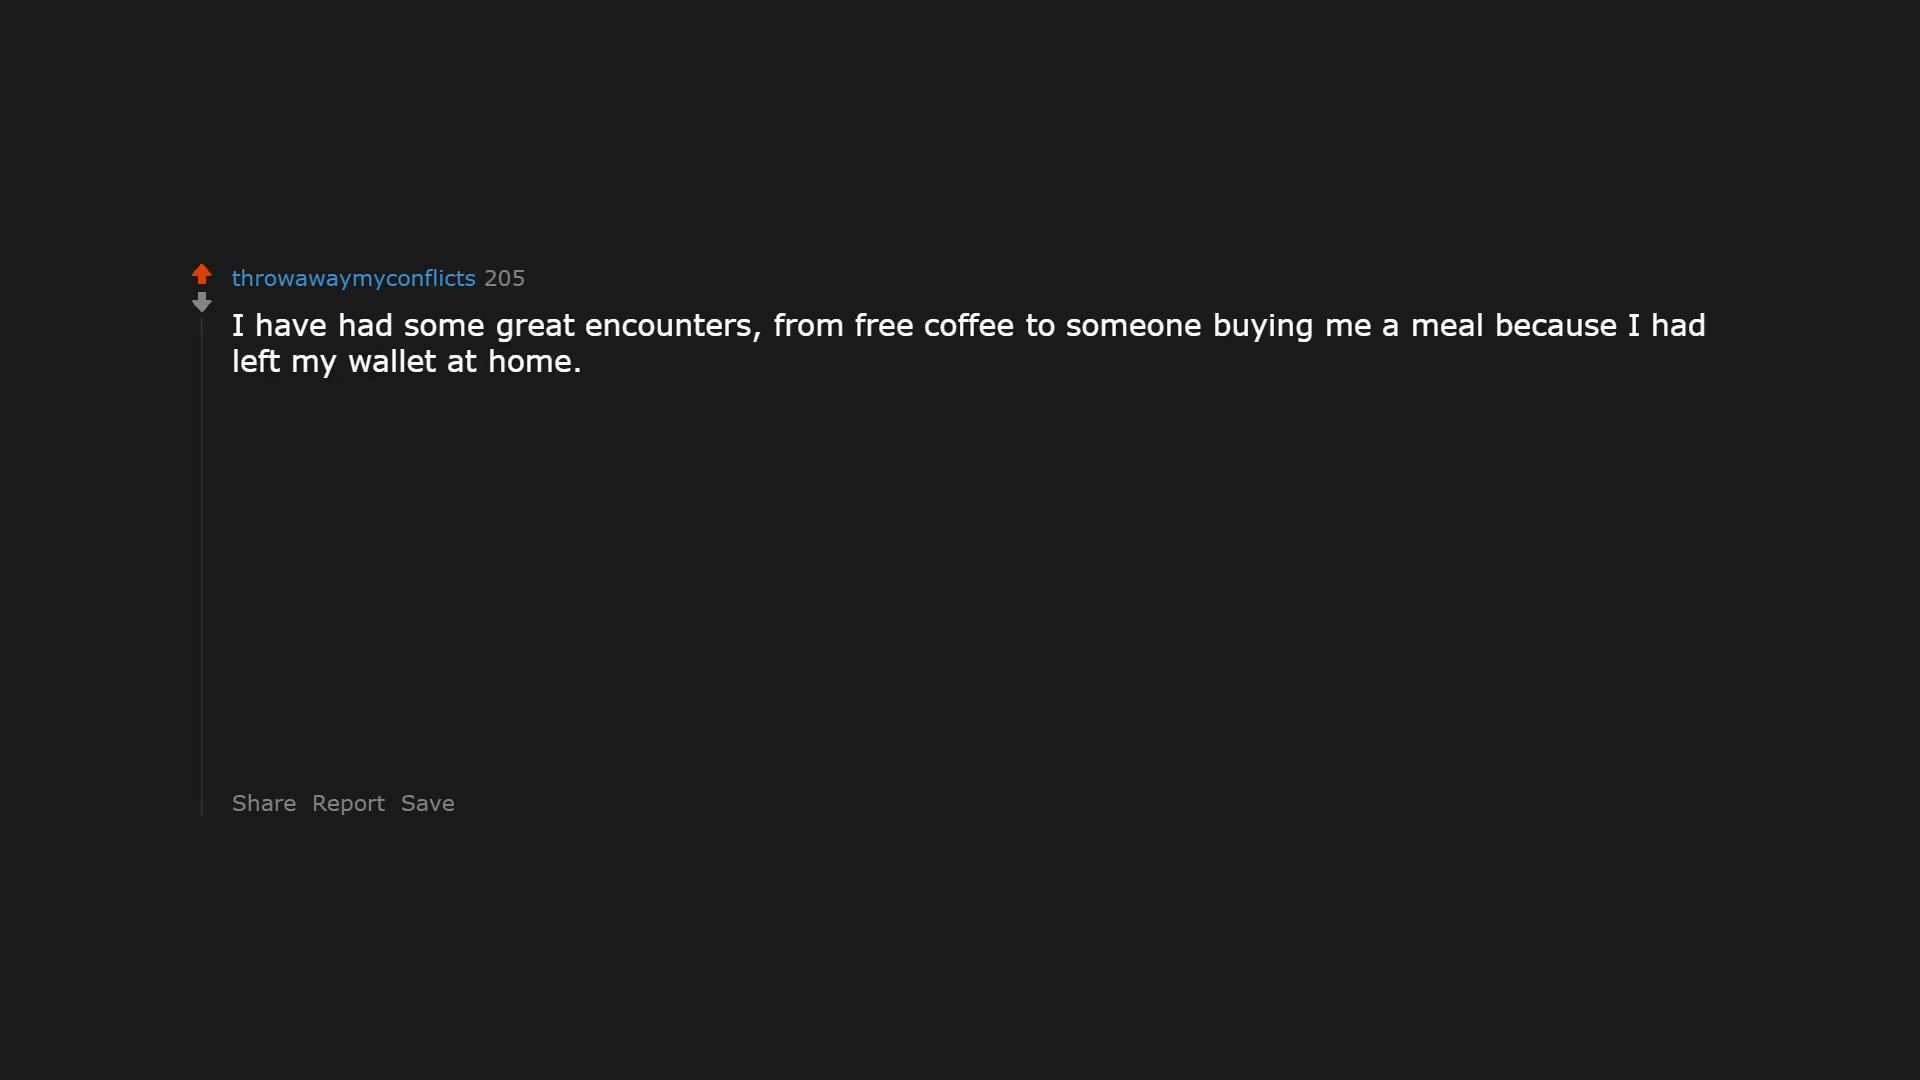 throwawaymyconflicts 205
I have had some great encounters, from free coffee to someone buying me a meal because I had
left my wallet at home.
Share Report Save